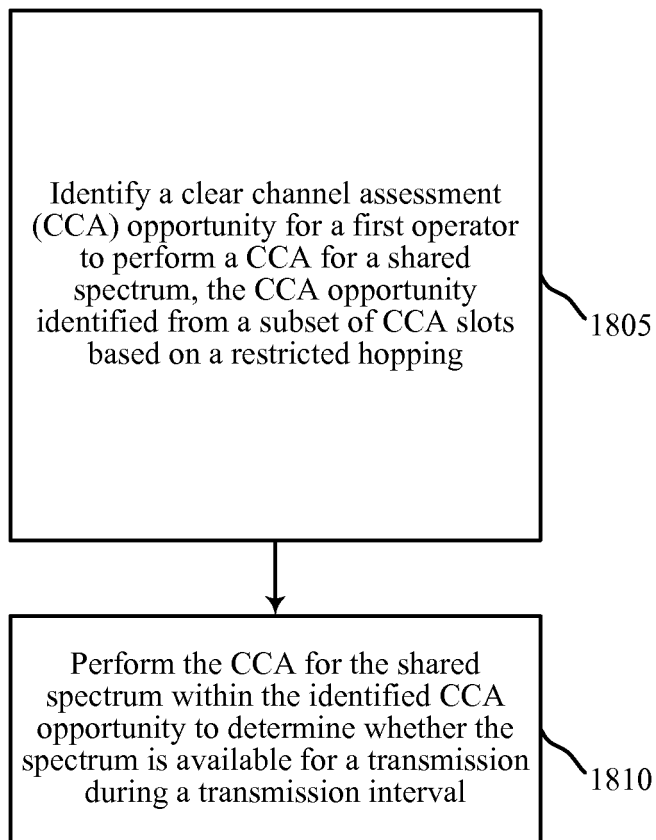 Identify a clear channel assessment
(CCA) opportunity for a first operator
to perform a CCA for a shared
spectrum, the CCA opportunity
identified from a subset of CCA slots
based on a restricted hopping
1805
Perform the CCA for the shared
spectrum within the identified CCA
opportunity to determine whether the
spectrum is available for a transmission
during a transmission interval
1810